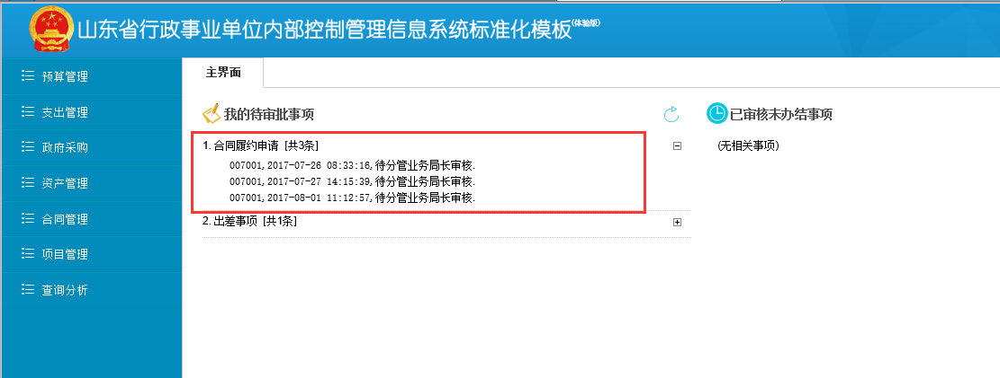 山东省行政事业单位内部控制管理信息系统标准化模板(体验版)
预算管理
支出管理
政府采购
资产管理
合同管理
项目管理
查询分析
主界面
我的待审批事项
1. 合同履约申请 [共3条]
007001,2017-07-26 08:33:16,待分管业务局长审核.
007001,2017-07-27 14:15:39,待分管业务局长审核.
007001,2017-08-01 11:12:57,待分管业务局长审核.
2. 出差事项 [共1条]
已审核未办结事项
(无相关事项)